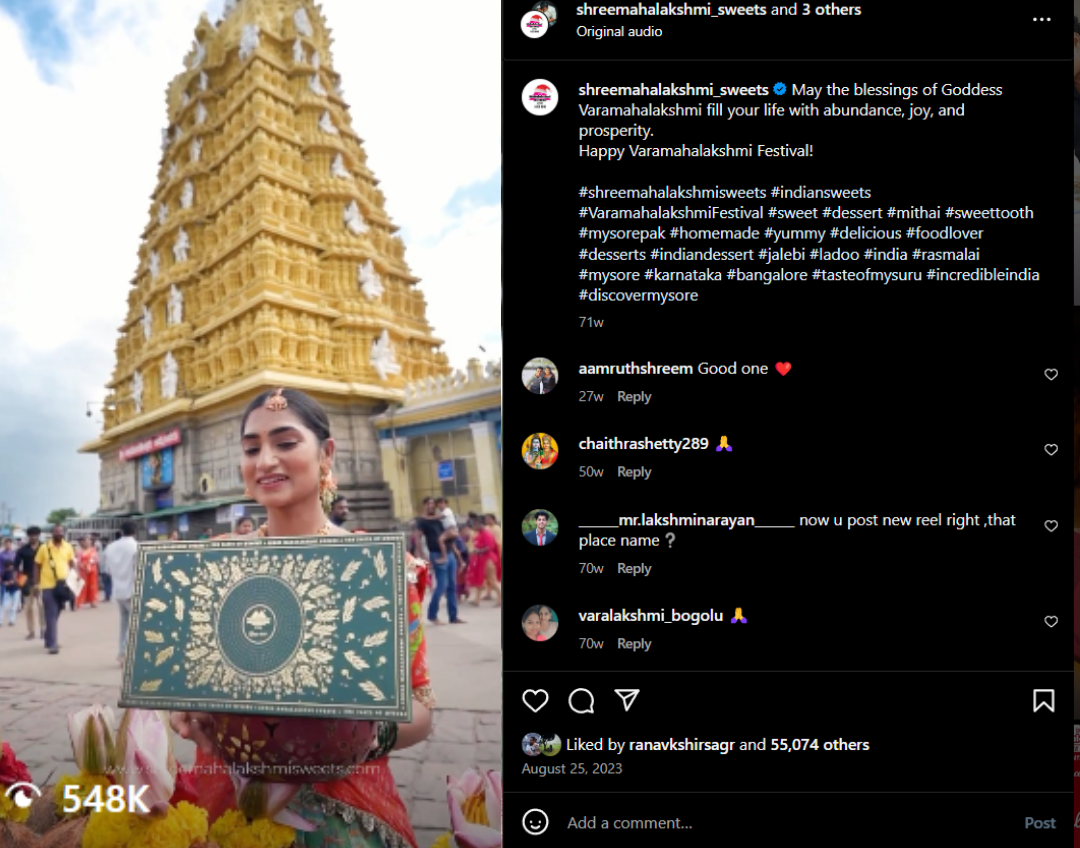 shreemahalakshmi_sweets and 3 others
Original audio
shreemahalakshmi_sweets May the blessings of Goddess
Varamahalakshmi fill your life with abundance, joy, and
prosperity.
Happy Varamahalakshmi Festival!
#shreemahalakshmisweets #indiansweets
#VaramahalakshmiFestival #sweet #dessert #mithai #sweettooth
#mysorepak #homemade #yummy #delicious #foodlover
#desserts #indiandessert #jalebi #ladoo #india #rasmalai
#mysore #karnataka #bangalore #tasteofmysuru #incredibleindia
#discovermysore
71w
aamruthshreem Good one ❤️
27w Reply
chaithrashetty289 🙏
50w Reply
______mr.lakshminarayan______ now u post new reel right ,that
place name ❔
70w Reply
varalakshmi_bogolu 🙏
70w Reply
Liked by ranavkshirsagr and 55,074 others
August 25, 2023
Add a comment... Post
www.shreemahalakshmisweets.com
548K